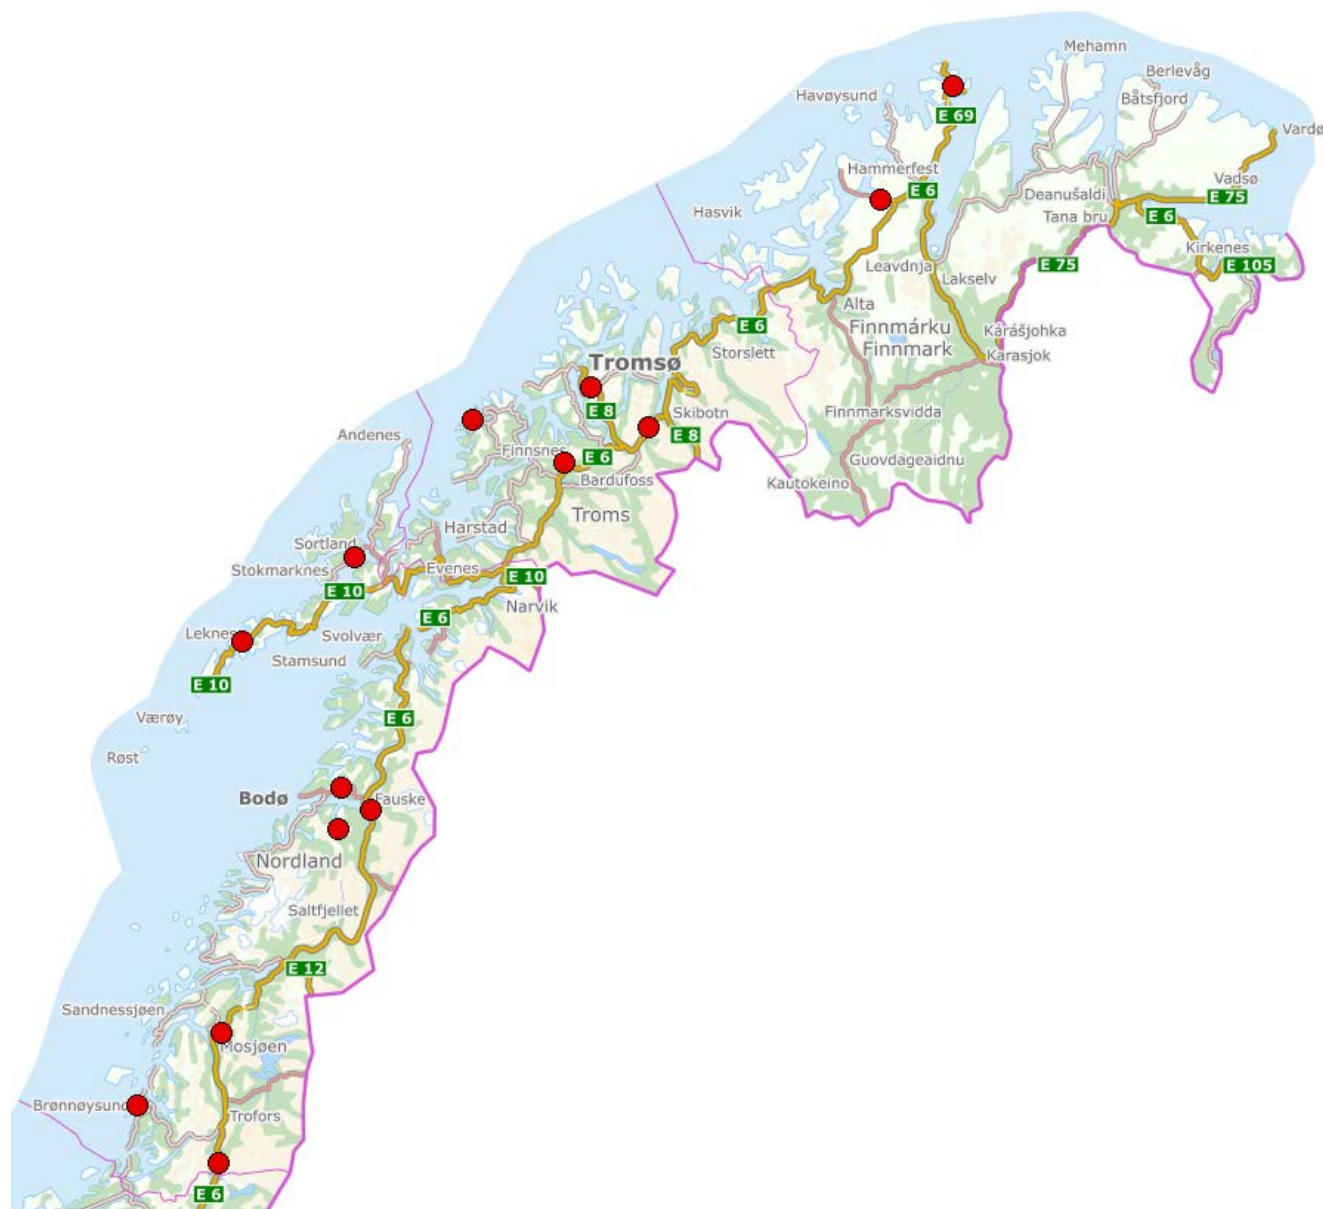 Mehamn
Berlevåg
Havøysund
Båtsfjord
E 69
Vardø
Hammerfest
Vadsø
E 6
Deanušaldi
E 75
Hasvik
Tana bru
E 6
Kirkenes
Leavdnja
E 75
E 105
Lakselv
Alta
E 6
Finnmárku
Kárášjohka
Finnmark
Storslett
Karasjok
Tromsø
E 8
Skibotn
Finnmarksvidda
Andenes
E 8
Finnsnes
E 6
Guovdageaidnu
Bardufoss
Kautokeino
Troms
Harstad
Sortland
Stokmarknes
Evenes
E 10
E 10
Narvik
E 6
Leknes
Svolvær
Stamsund
E 10
Værøy
E 6
Røst
Bodø
Fauske
Nordland
Saltfjellet
E 12
Sandnessjøen
Mosjøen
Brønnøysund
Trofors
E 6